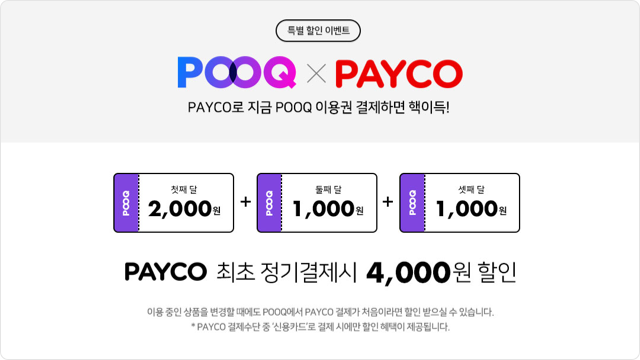 특별 할인 이벤트
POOQ × PAYCO
PAYCO로 지금 POOQ 이용권 결제하면 핵이득!
POOQ 첫째 달 2,000원 + POOQ 둘째 달 1,000원 + POOQ 셋째 달 1,000원
PAYCO 최초 정기결제시 4,000원 할인
이용 중인 상품을 변경할 때에도 POOQ에서 PAYCO 결제가 처음이라면 할인 받으실 수 있습니다.
* PAYCO 결제수단 중 '신용카드'로 결제 시에만 할인 혜택이 제공됩니다.